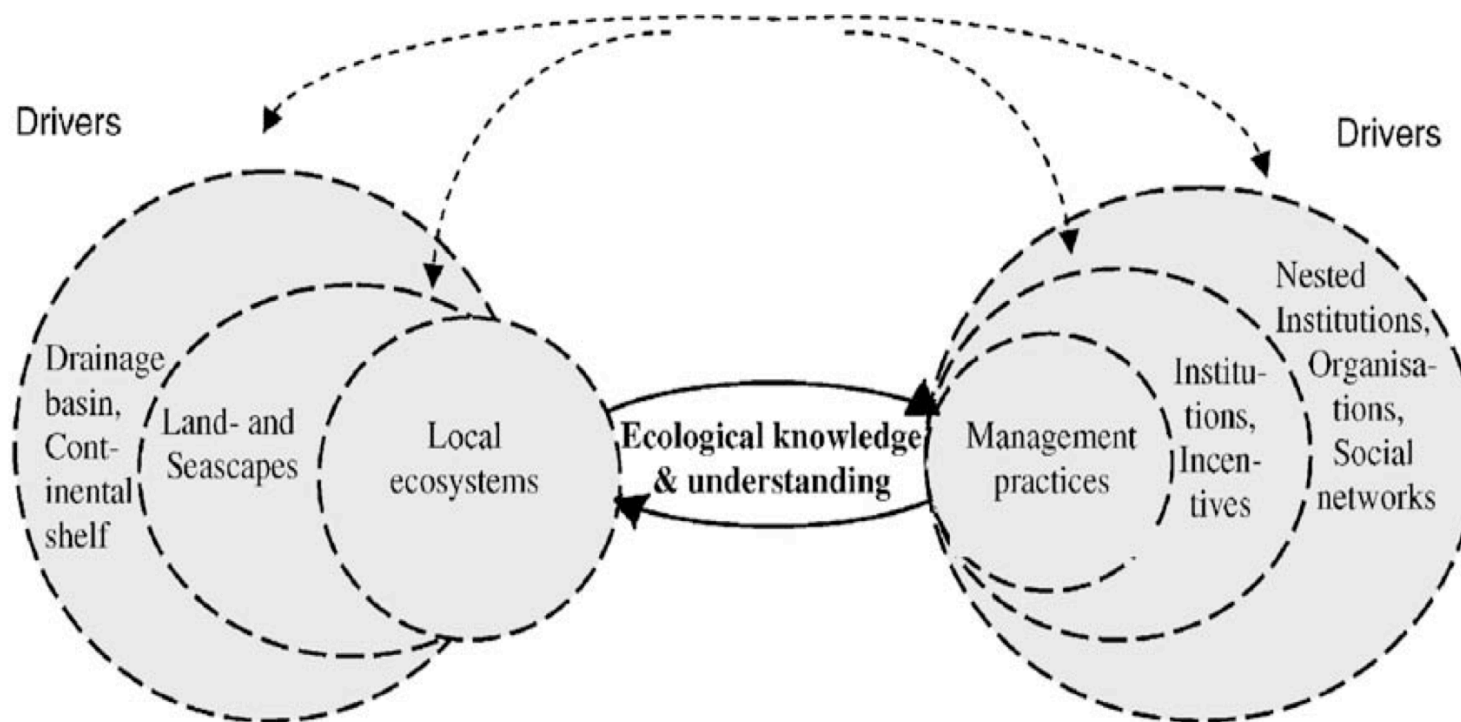 Drivers
Drivers
Drainage
basin,
Cont-
inental
shelf
Land- and
Seascapes
Local
ecosystems
Ecological knowledge
& understanding
Management
practices
Institu-
tions,
Incen-
tives
Nested
Institutions,
Organisa-
tions,
Social
networks